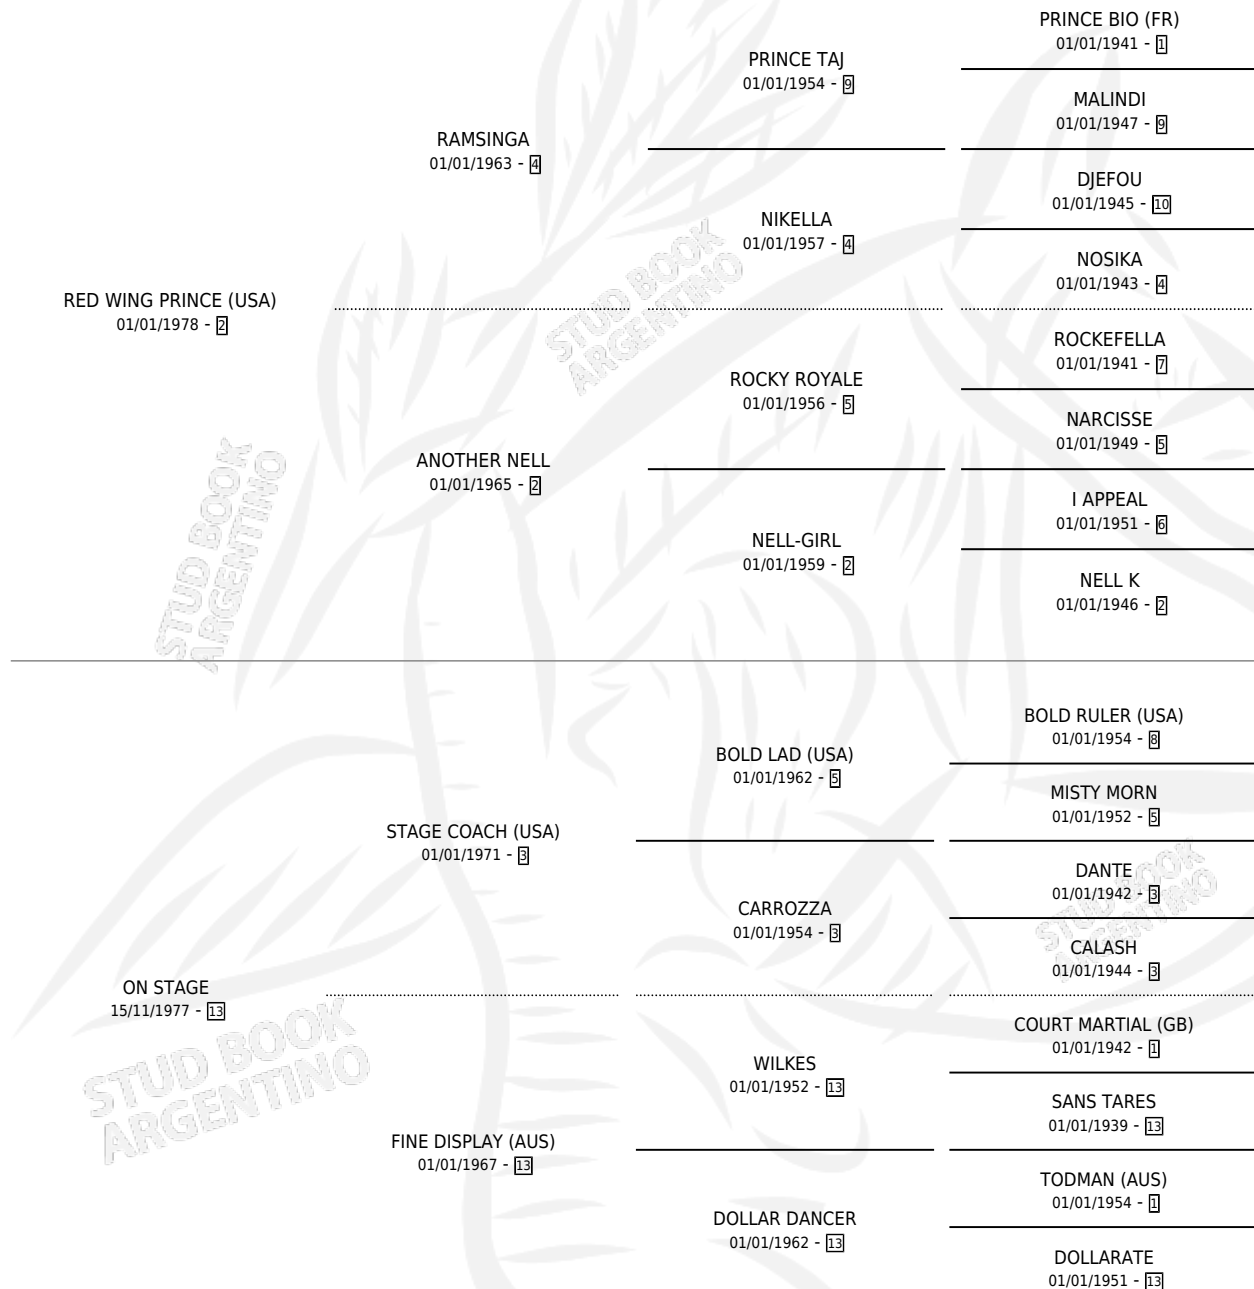 PRINCE BIO (FR)
01/01/1941 - 1
PRINCE TAJ
01/01/1954 - 9
MALINDI
01/01/1947 - 9
RAMSINGA
01/01/1963 - 4
DJEFOU
01/01/1945 - 10
NIKELLA
01/01/1957 - 4
NOSIKA
01/01/1943 - 4
RED WING PRINCE (USA)
01/01/1978 - 2
ROCKEFELLA
01/01/1941 - 7
ROCKY ROYALE
01/01/1956 - 5
NARCISSE
01/01/1949 - 5
ANOTHER NELL
01/01/1965 - 2
I APPEAL
01/01/1951 - 6
NELL-GIRL
01/01/1959 - 2
NELL K
01/01/1946 - 2
BOLD RULER (USA)
01/01/1954 - 8
BOLD LAD (USA)
01/01/1962 - 5
MISTY MORN
01/01/1952 - 5
STAGE COACH (USA)
01/01/1971 - 3
DANTE
01/01/1942 - 3
CARROZZA
01/01/1954 - 3
CALASH
01/01/1944 - 3
ON STAGE
15/11/1977 - 13
COURT MARTIAL (GB)
01/01/1942 - 1
WILKES
01/01/1952 - 13
SANS TARES
01/01/1939 - 13
FINE DISPLAY (AUS)
01/01/1967 - 13
TODMAN (AUS)
01/01/1954 - 1
DOLLAR DANCER
01/01/1962 - 13
DOLLARATE
01/01/1951 - 13
STUD BOOK
ARGENTINO
STUD BOOK
ARGENTINO
STUD BOOK
ARGENTINO
STUD BOOK
ARGENTINO